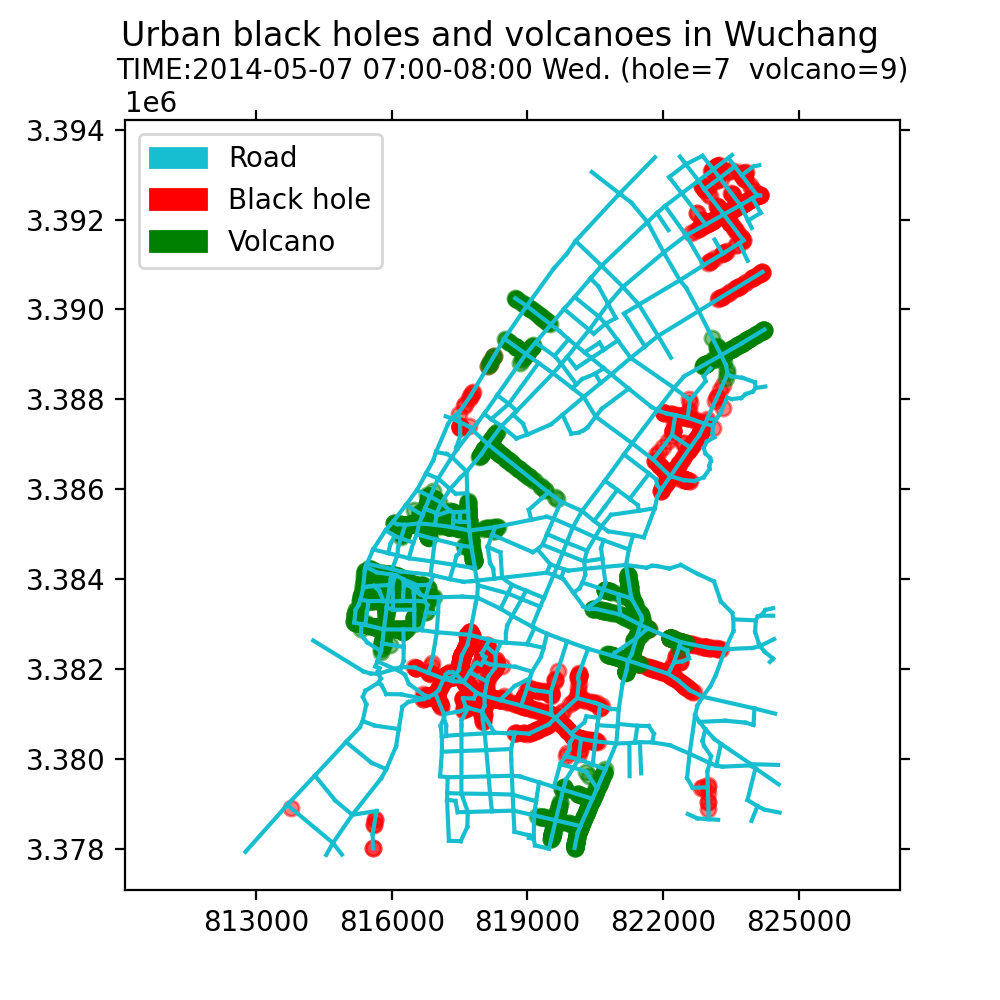 Urban black holes and volcanoes in Wuchang
TIME:2014-05-07 07:00-08:00 Wed. (hole=7  volcano=9)
1e6
3.394
3.392
3.390
3.388
3.386
3.384
3.382
3.380
3.378
Road
Black hole
Volcano
813000 816000 819000 822000 825000